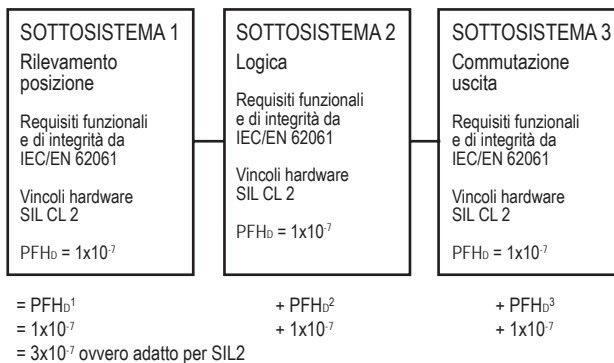 SOTTOSISTEMA 1
Rilevamento
posizione
Requisiti funzionali
e di integrità da
IEC/EN 62061
Vincoli hardware
SIL CL 2
PFHD = 1x10-7
SOTTOSISTEMA 2
Logica
Requisiti funzionali
e di integrità da
IEC/EN 62061
Vincoli hardware
SIL CL 2
PFHD = 1x10-7
SOTTOSISTEMA 3
Commutazione
uscita
Requisiti funzionali
e di integrità da
IEC/EN 62061
Vincoli hardware
SIL CL 2
PFHD = 1x10-7
= PFHD1 + PFHD2 + PFHD3
= 1x10-7 + 1x10-7 + 1x10-7
= 3x10-7 ovvero adatto per SIL2